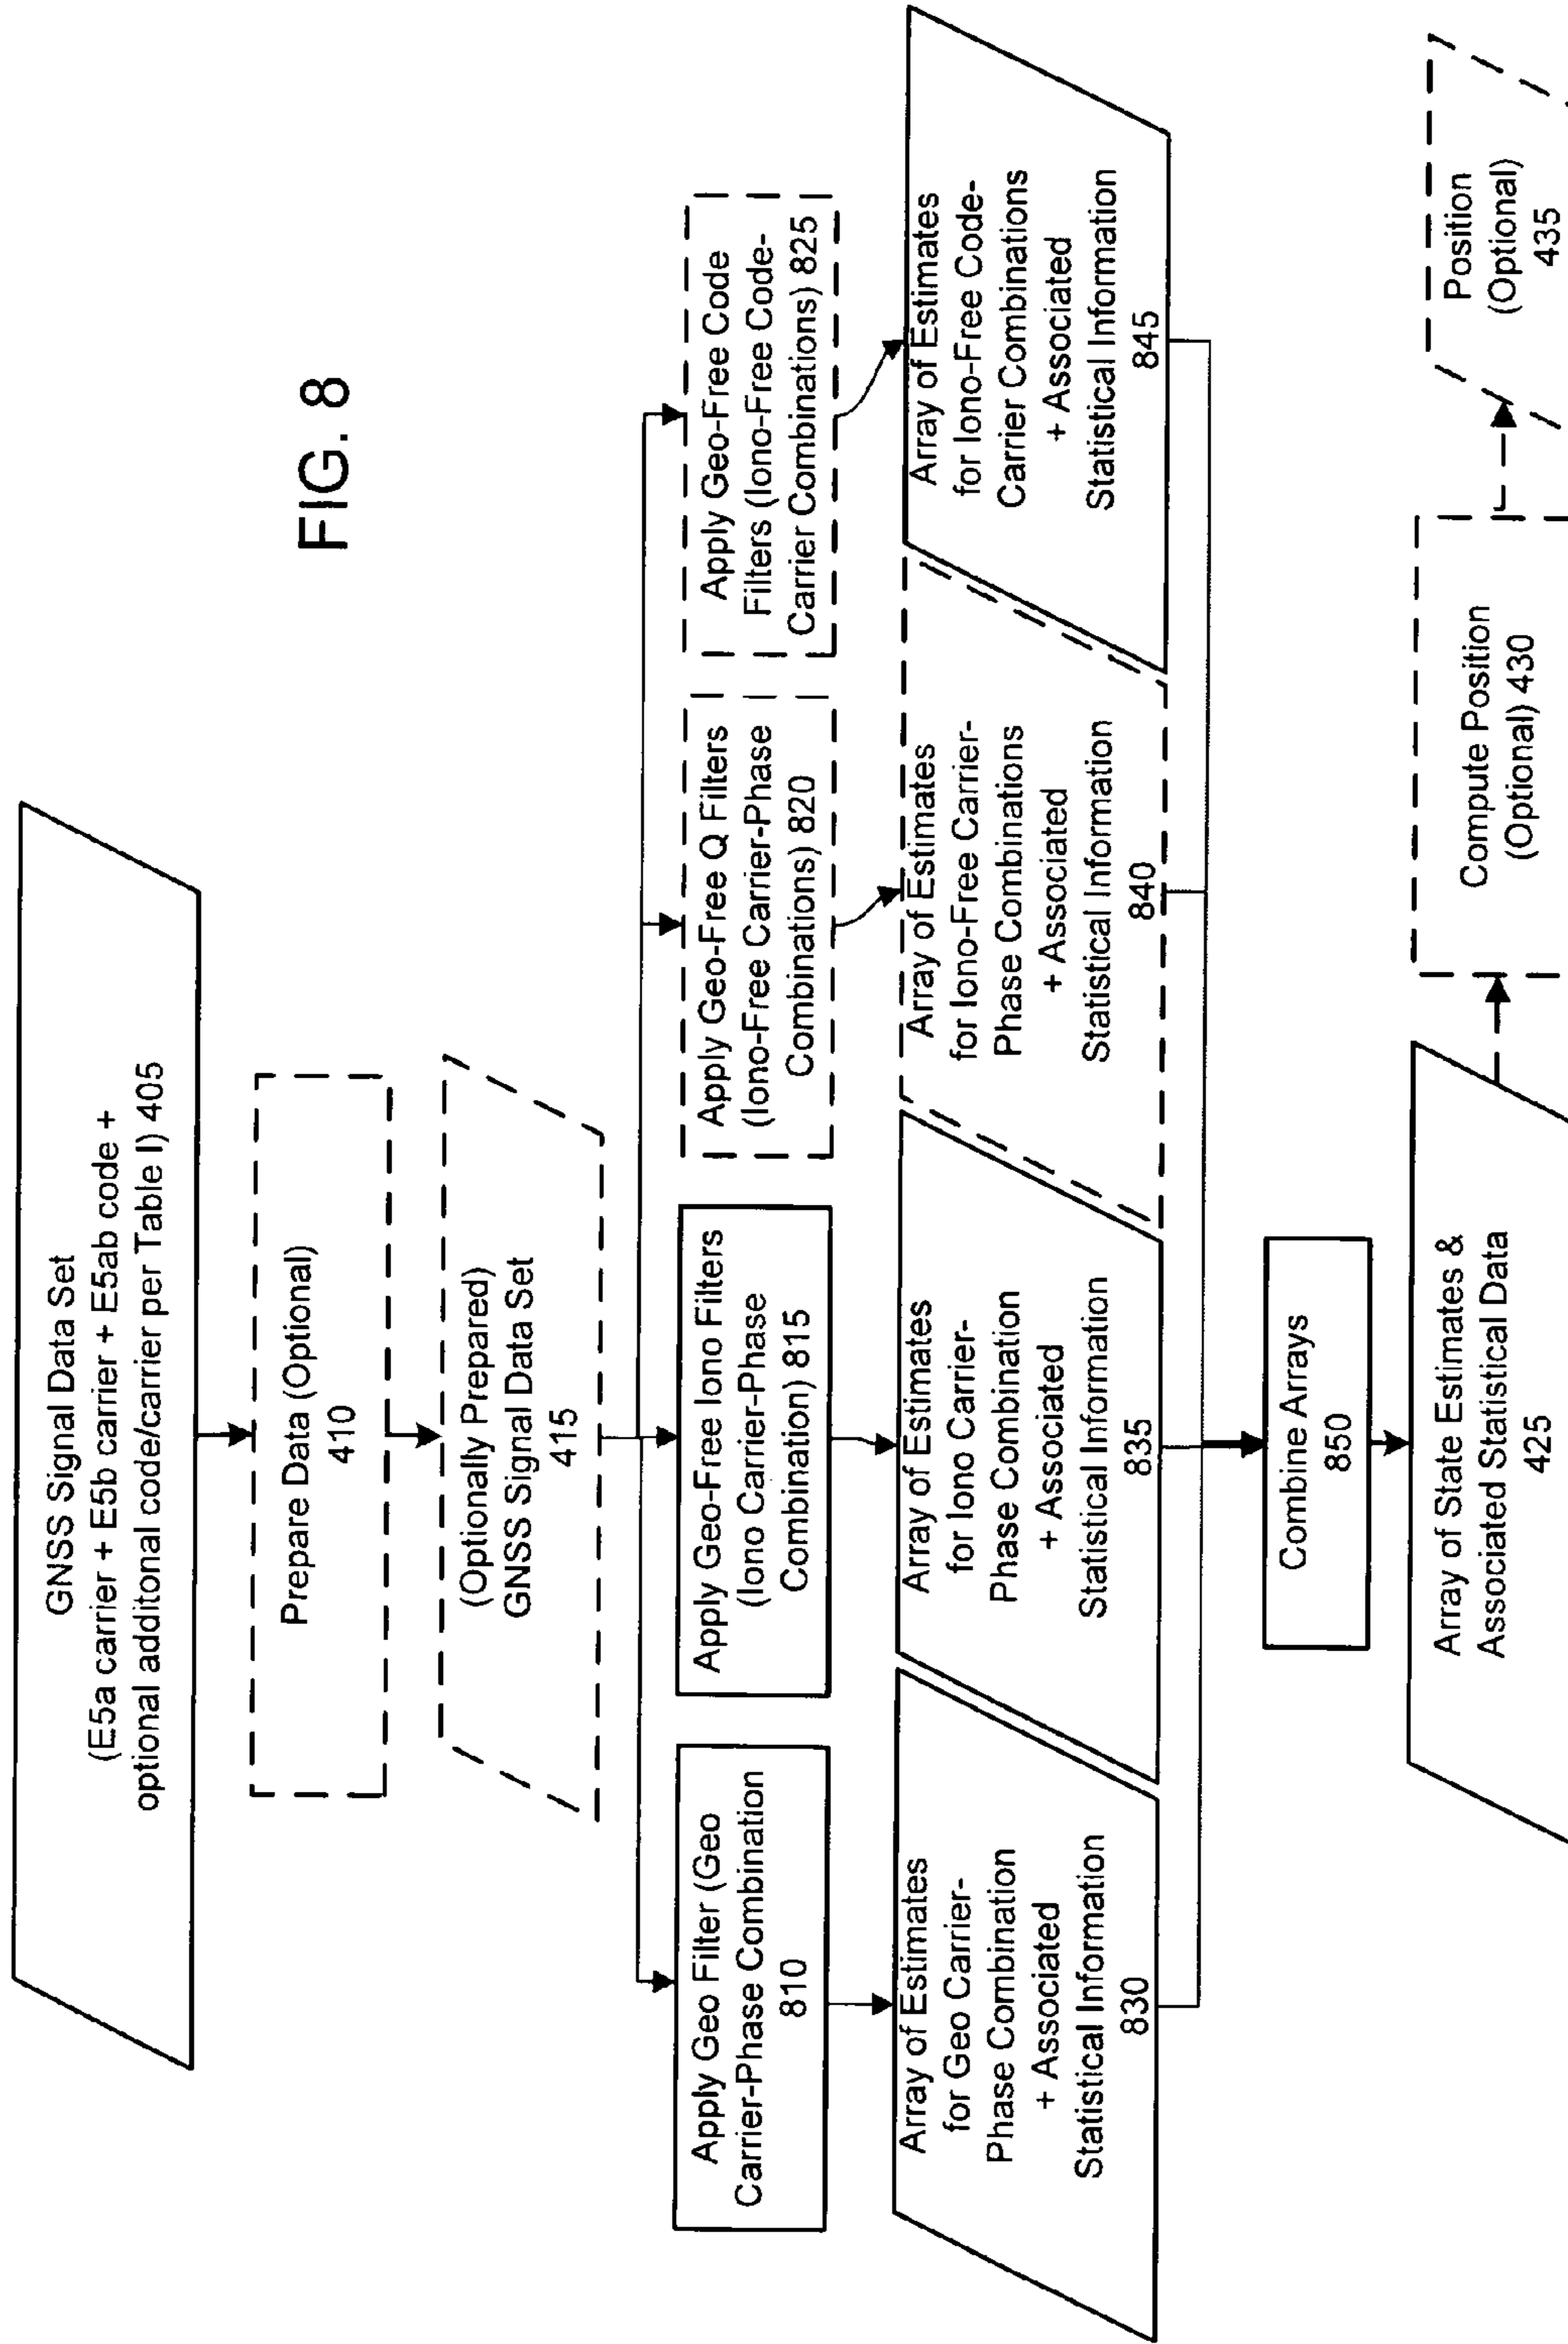 FIG. 8
GNSS Signal Data Set
(E5a carrier + E5b carrier + E5ab code +
optional additonal code/carrier per Table I) 405
Prepare Data (Optional)
410
(Optionally Prepared)
GNSS Signal Data Set
415
Apply Geo Filter (Geo
Carrier-Phase Combination
810
Apply Geo-Free Iono Filters
(Iono Carrier-Phase
Combination) 815
Apply Geo-Free Q Filters
(Iono-Free Carrier-Phase
Combinations) 820
Apply Geo-Free Code
Filters (Iono-Free Code-
Carrier Combinations) 825
Array of Estimates
for Geo Carrier-
Phase Combination
+ Associated
Statistical Information
830
Array of Estimates
for Iono Carrier-
Phase Combination
+ Associated
Statistical Information
835
Array of Estimates
for Iono-Free Carrier-
Phase Combinations
+ Associated
Statistical Information
840
Array of Estimates
for Iono-Free Code-
Carrier Combinations
+ Associated
Statistical Information
845
Combine Arrays
850
Array of State Estimates &
Associated Statistical Data
425
Compute Position
(Optional) 430
Position
(Optional)
435